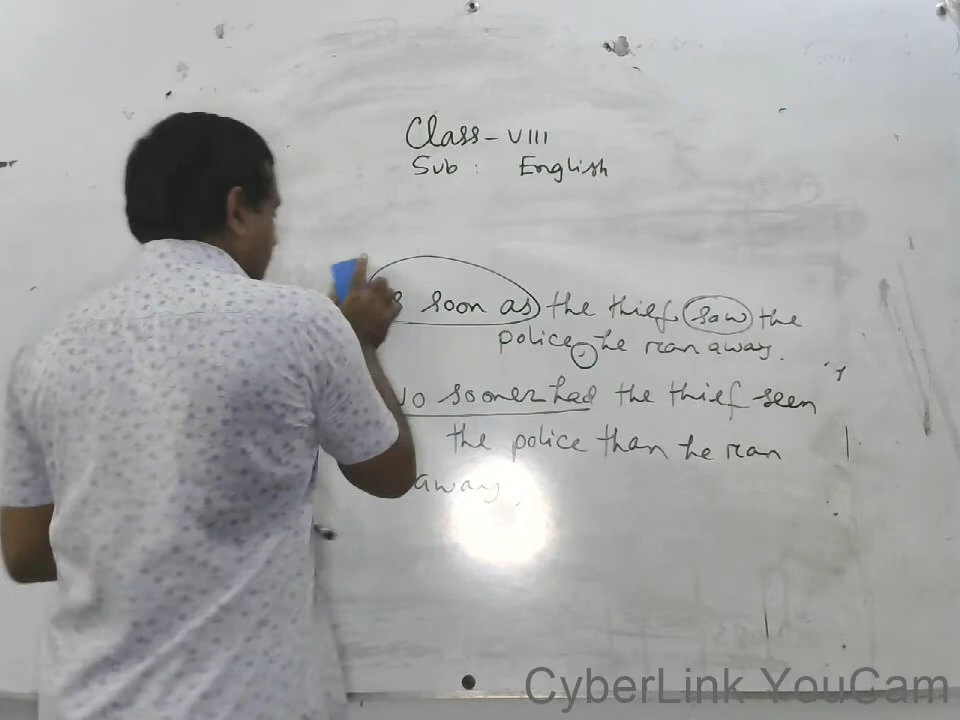 Class - VIII
Sub : English
soon as the thief saw the
police, he ran away.
No sooner had the thief seen
the police than he ran
away.
CyberLink YouCam